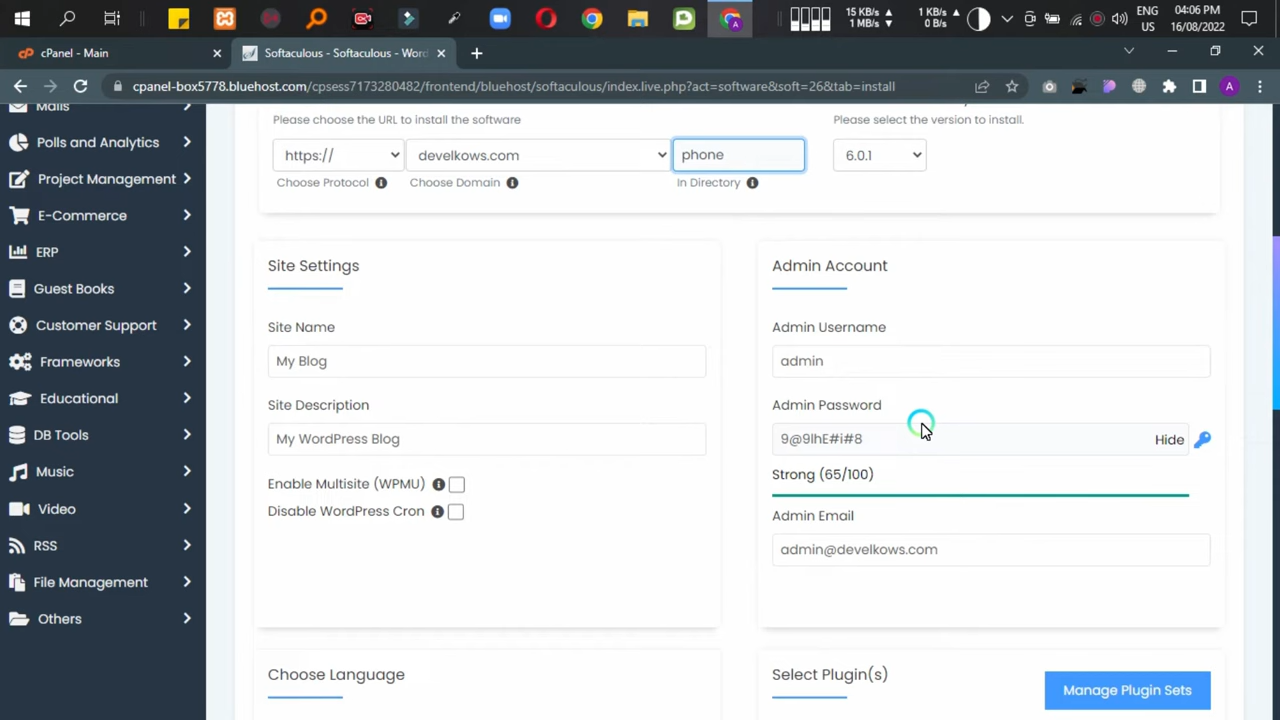 15 KB/s
1 MB/s
1 KB/s
0 B/s
ENG
US
04:06 PM
16/08/2022
cPanel - Main
Softaculous - Softaculous - Wor
cpanel-box5778.bluehost.com/cpsess7173280482/frontend/bluehost/softaculous/index.live.php?act=software&soft=26&tab=install
A
Mails
Polls and Analytics
Project Management
E-Commerce
ERP
Guest Books
Customer Support
Frameworks
Educational
DB Tools
Music
Video
RSS
File Management
Others
Please choose the URL to install the software
https://
develkows.com
phone
Choose Protocol
Choose Domain
In Directory
Please select the version to install.
6.0.1
Site Settings
Site Name
My Blog
Site Description
My WordPress Blog
Enable Multisite (WPMU)
Disable WordPress Cron
Admin Account
Admin Username
admin
Admin Password
9@9lhE#i#8
Hide
Strong (65/100)
Admin Email
admin@develkows.com
Choose Language
Select Plugin(s)
Manage Plugin Sets